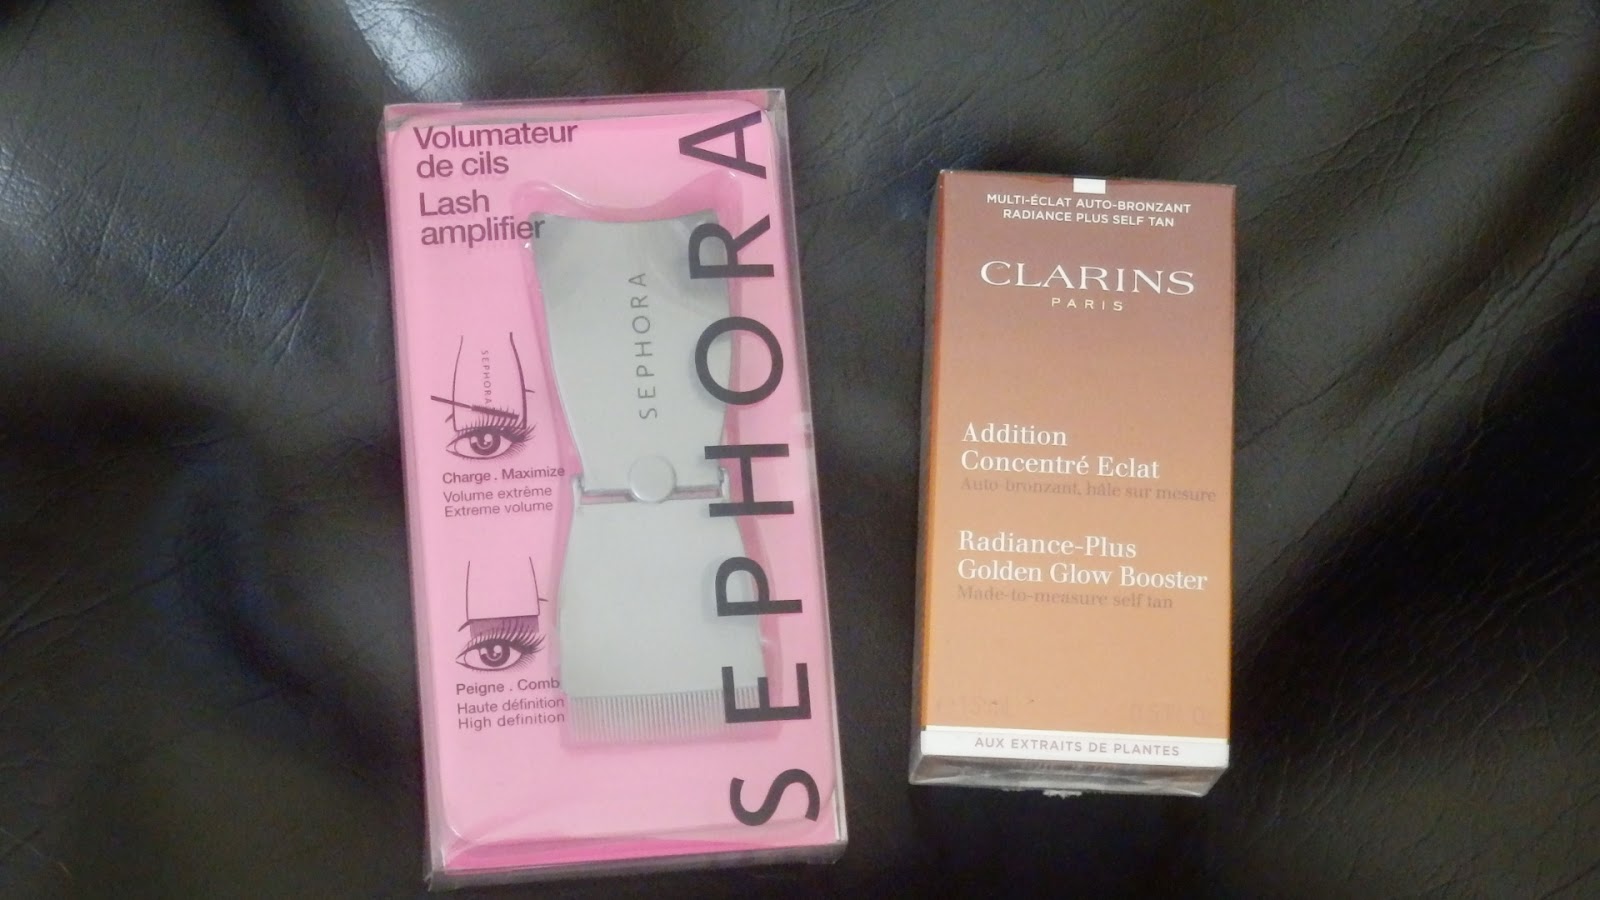 Volumateur
de cils
Lash
amplifier
SEPHORA
SEPHORA
SEPHORA
Charge . Maximize
Volume extrême
Extreme volume
Peigne . Comb
Haute définition
High definition
MULTI-ÉCLAT AUTO-BRONZANT
RADIANCE PLUS SELF TAN
CLARINS
PARIS
Addition
Concentré Eclat
Auto-bronzant, hâle sur mesure
Radiance-Plus
Golden Glow Booster
Made-to-measure self tan
AUX EXTRAITS DE PLANTES